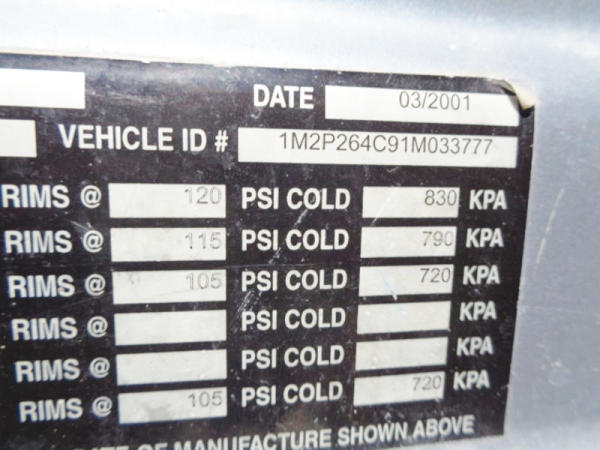 DATE 03/2001
VEHICLE ID # 1M2P264C91M033777
RIMS @ 120 PSI COLD 830 KPA
RIMS @ 115 PSI COLD 790 KPA
RIMS @ 105 PSI COLD 720 KPA
RIMS @ PSI COLD KPA
RIMS @ PSI COLD KPA
RIMS @ 105 PSI COLD 720 KPA
DATE OF MANUFACTURE SHOWN ABOVE